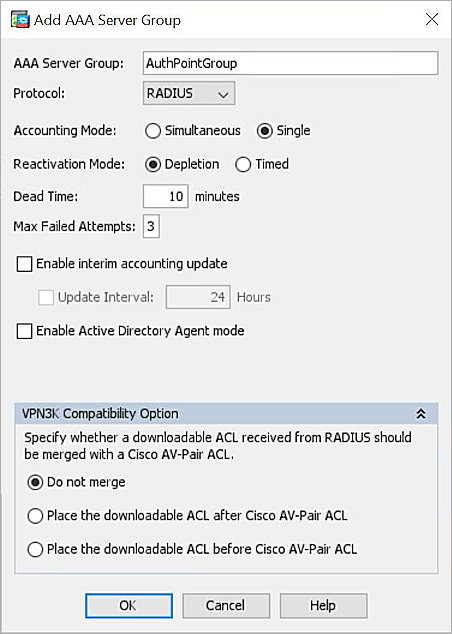 Add AAA Server Group
AAA Server Group: AuthPointGroup
Protocol: RADIUS
Accounting Mode: Simultaneous Single
Reactivation Mode: Depletion Timed
Dead Time: 10 minutes
Max Failed Attempts: 3
Enable interim accounting update
Update Interval: 24 Hours
Enable Active Directory Agent mode
VPN3K Compatibility Option
Specify whether a downloadable ACL received from RADIUS should
be merged with a Cisco AV-Pair ACL.
Do not merge
Place the downloadable ACL after Cisco AV-Pair ACL
Place the downloadable ACL before Cisco AV-Pair ACL
OK Cancel Help